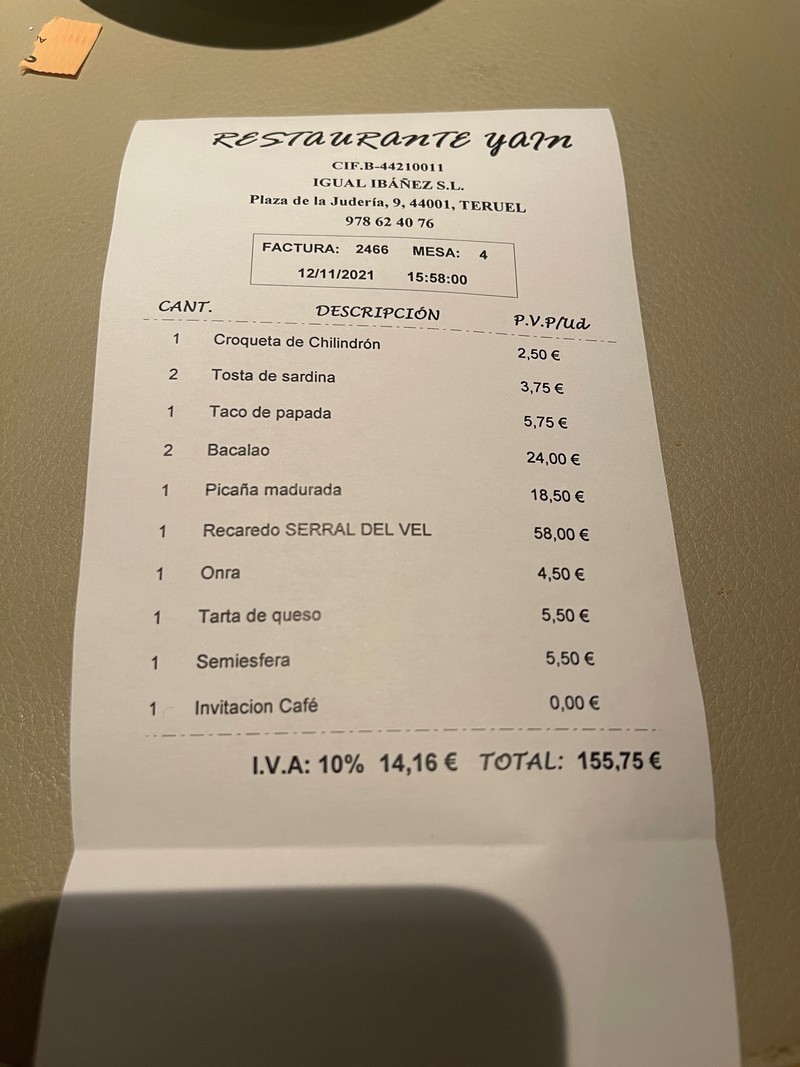 RESTAURANTE YAIN
CIF.B-44210011
IGUAL IBÁÑEZ S.L.
Plaza de la Judería, 9, 44001, TERUEL
978 62 40 76
FACTURA: 2466 MESA: 4
12/11/2021 15:58:00
CANT. DESCRIPCIÓN P.V.P/Ud
1 Croqueta de Chilindrón 2,50 €
2 Tosta de sardina 3,75 €
1 Taco de papada 5,75 €
2 Bacalao 24,00 €
1 Picaña madurada 18,50 €
1 Recaredo SERRAL DEL VEL 58,00 €
1 Onra 4,50 €
1 Tarta de queso 5,50 €
1 Semiesfera 5,50 €
1 Invitacion Café 0,00 €
I.V.A: 10% 14,16 € TOTAL: 155,75 €